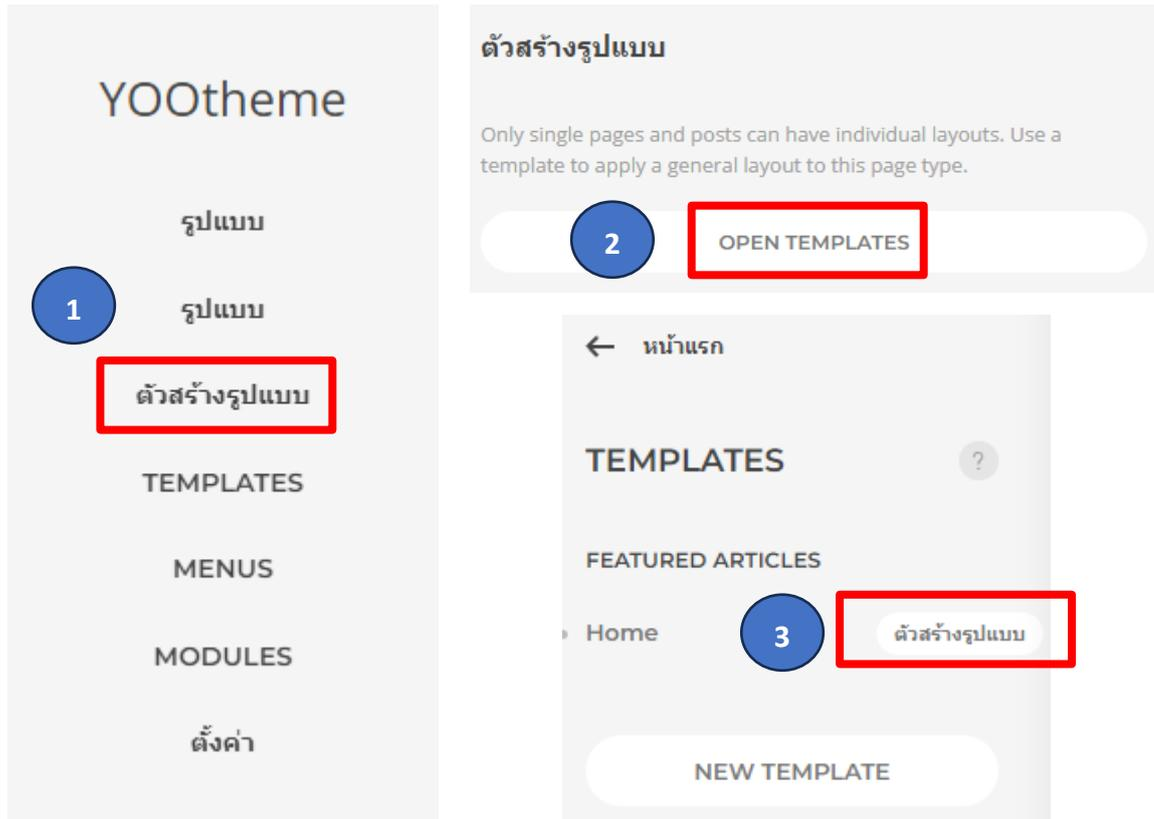 YOOtheme
รูปแบบ
1
รูปแบบ
ตัวสร้างรูปแบบ
TEMPLATES
MENUS
MODULES
ตั้งค่า
ตัวสร้างรูปแบบ
Only single pages and posts can have individual layouts. Use a
template to apply a general layout to this page type.
2
OPEN TEMPLATES
← หน้าแรก
TEMPLATES ?
FEATURED ARTICLES
Home
3
ตัวสร้างรูปแบบ
NEW TEMPLATE